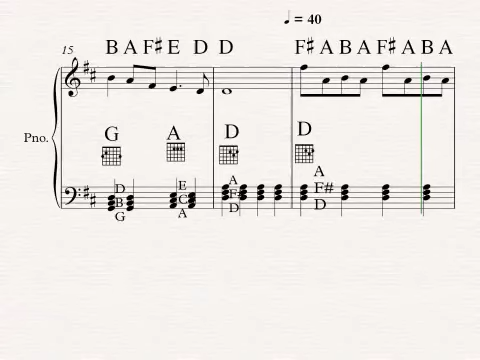 ♩ = 40
15 B A F♯ E D D F♯ A B A F♯ A B A
Pno.
G A D D
D E A A
B C F♯ F#
G A D D